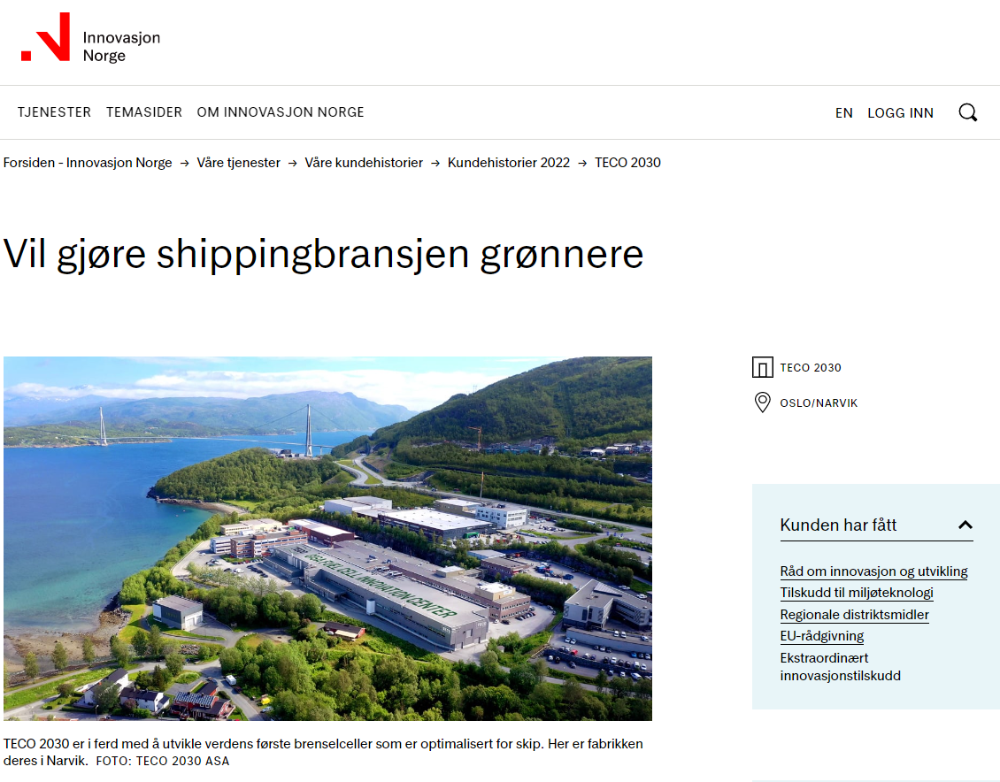 Innovasjon
Norge
TJENESTER TEMASIDER OM INNOVASJON NORGE EN LOGG INN
Forsiden - Innovasjon Norge → Våre tjenester → Våre kundehistorier → Kundehistorier 2022 → TECO 2030
Vil gjøre shippingbransjen grønnere
TECO 2030
OSLO/NARVIK
INNOVATION CENTER
Kunden har fått
Råd om innovasjon og utvikling
Tilskudd til miljøteknologi
Regionale distriktsmidler
EU-rådgivning
Ekstraordinært
innovasjonstilskudd
TECO 2030 er i ferd med å utvikle verdens første brenselceller som er optimalisert for skip. Her er fabrikken
deres i Narvik. FOTO: TECO 2030 ASA